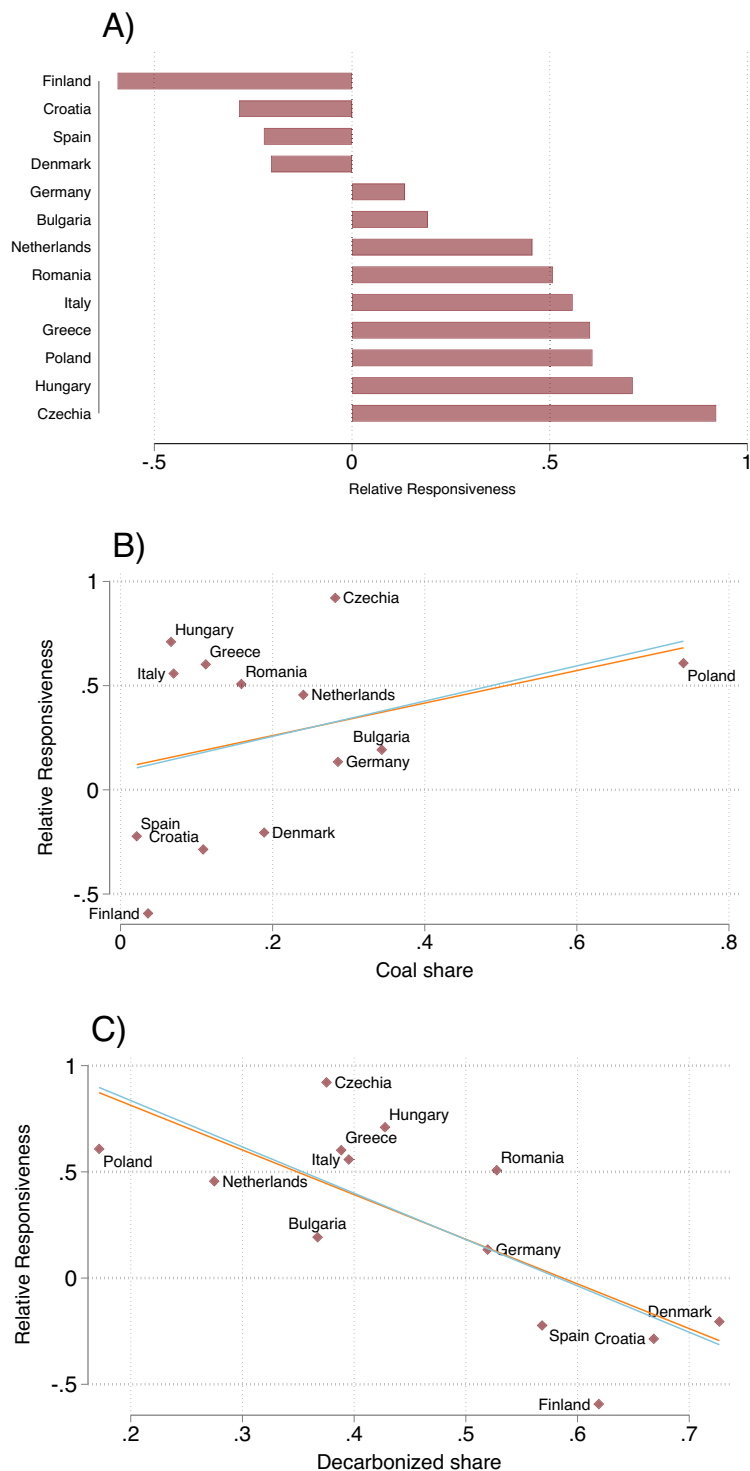 A)
Finland
Croatia
Spain
Denmark
Germany
Bulgaria
Netherlands
Romania
Italy
Greece
Poland
Hungary
Czechia
-.5 0 .5 1
Relative Responsiveness
B)
Relative Responsiveness
1
.5
0
-.5
Czechia
Hungary
Greece
Italy
Romania
Netherlands
Poland
Bulgaria
Germany
Spain
Croatia
Denmark
Finland
0 .2 .4 .6 .8
Coal share
C)
Relative Responsiveness
1
.5
0
-.5
Czechia
Hungary
Greece
Italy
Romania
Poland
Netherlands
Bulgaria
Germany
Denmark
Spain
Croatia
Finland
.2 .3 .4 .5 .6 .7
Decarbonized share